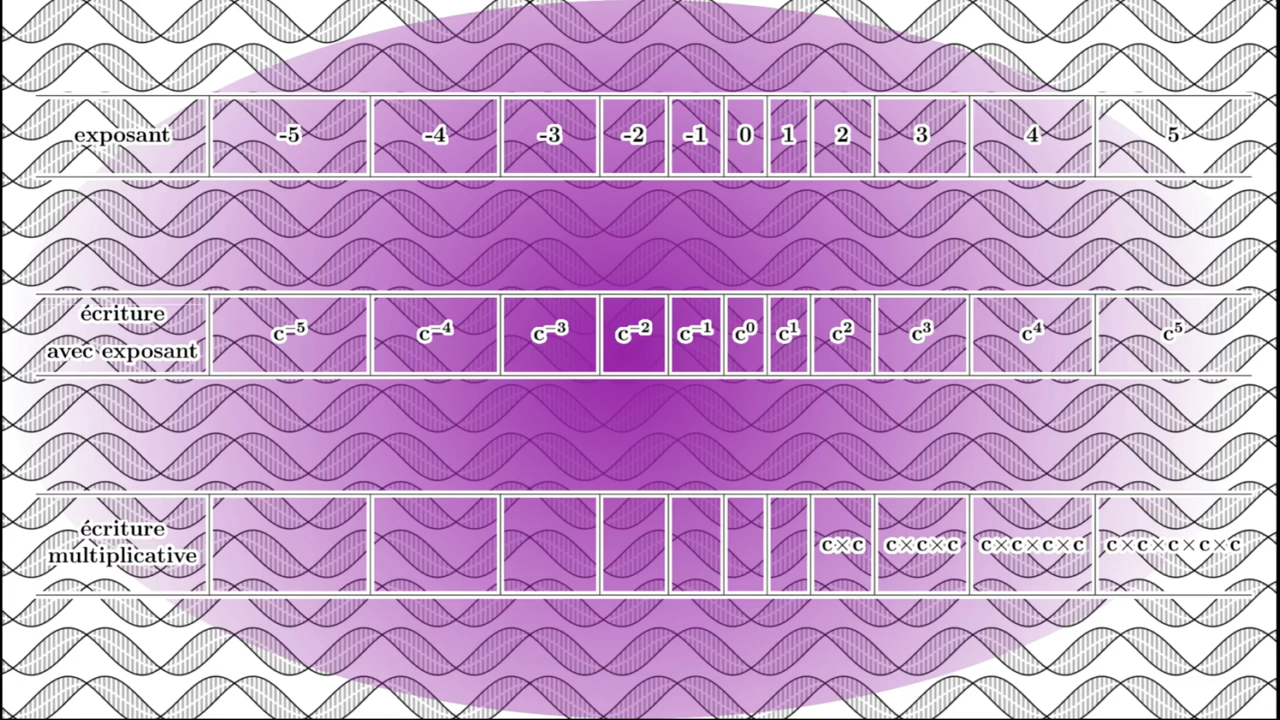 exposant -5 -4 -3 -2 -1 0 1 2 3 4 5
écriture
avec exposant c⁻⁵ c⁻⁴ c⁻³ c⁻² c⁻¹ c⁰ c¹ c² c³ c⁴ c⁵
écriture
multiplicative c×c c×c×c c×c×c×c c×c×c×c×c